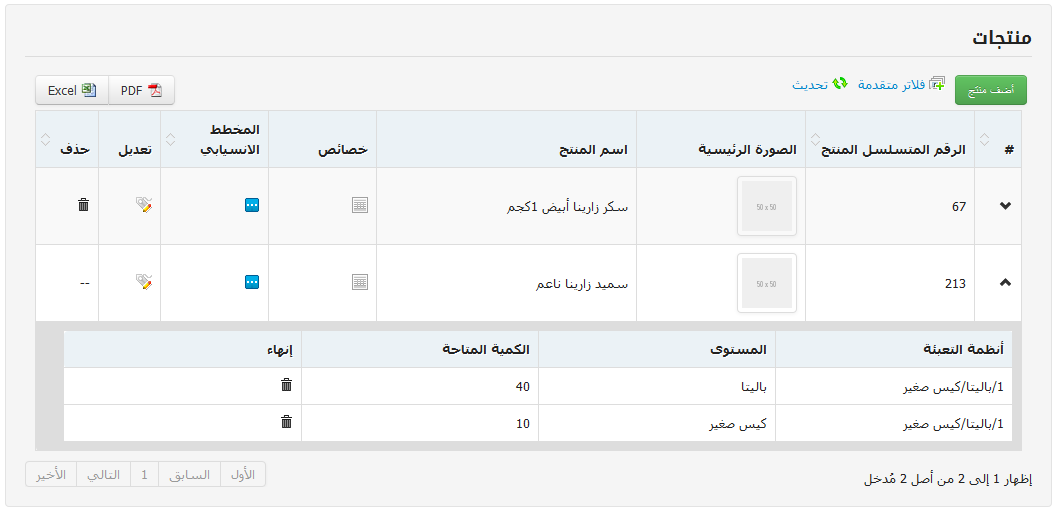 منتجات
أضف منتج فلاتر متقدمة تحديث PDF Excel
# الرقم المتسلسل المنتج الصورة الرئيسية اسم المنتج خصائص المخطط الانسيابي تعديل حذف
67 50 x 50 سكر زارينا أبيض 1كجم
213 50 x 50 سميد زارينا ناعم --
أنظمة التعبئة المستوى الكمية المتاحة إنهاء
1/باليتا/كيس صغير باليتا 40
1/باليتا/كيس صغير كيس صغير 10
إظهار 1 إلى 2 من أصل 2 مُدخل الأول السابق 1 التالي الأخير